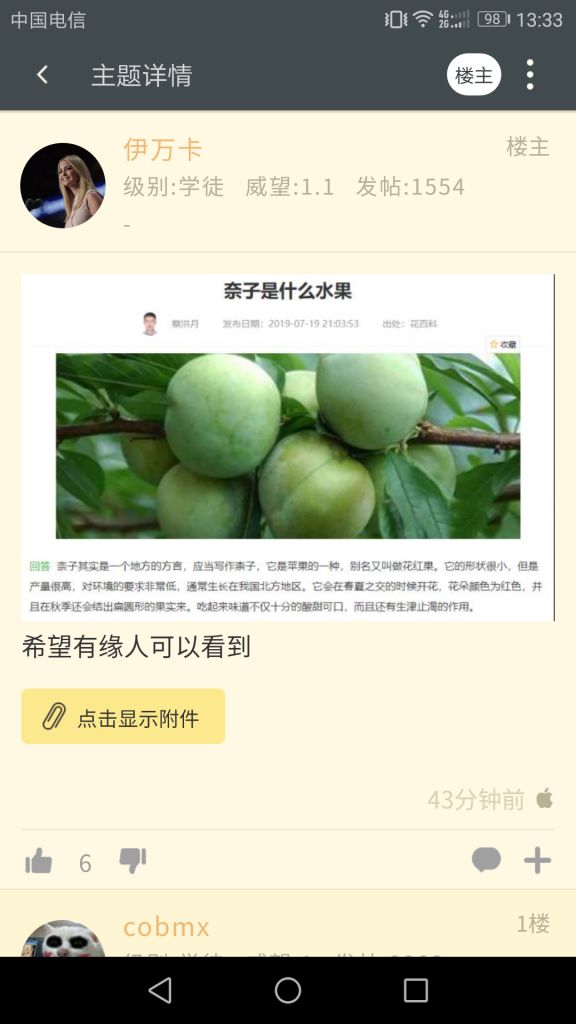 中国电信 4G 2G 98 13:33
主题详情 楼主
伊万卡 楼主
级别:学徒 威望:1.1 发帖:1554
-
奈子是什么水果
蔡洪月 发布日期：2019-07-19 21:03:53 出处：花百科
收藏
回答 奈子其实是一个地方的方言，应当写作柰子，它是苹果的一种，别名又叫做花红果。它的形状很小，但是
产量很高，对环境的要求非常低，通常生长在我国北方地区。它会在春夏之交的时候开花，花朵颜色为红色，并
且在秋季还会结出扁圆形的果实来。吃起来味道不仅十分的酸甜可口，而且还有生津止渴的作用。
希望有缘人可以看到
点击显示附件
43分钟前
6
cobmx 1楼